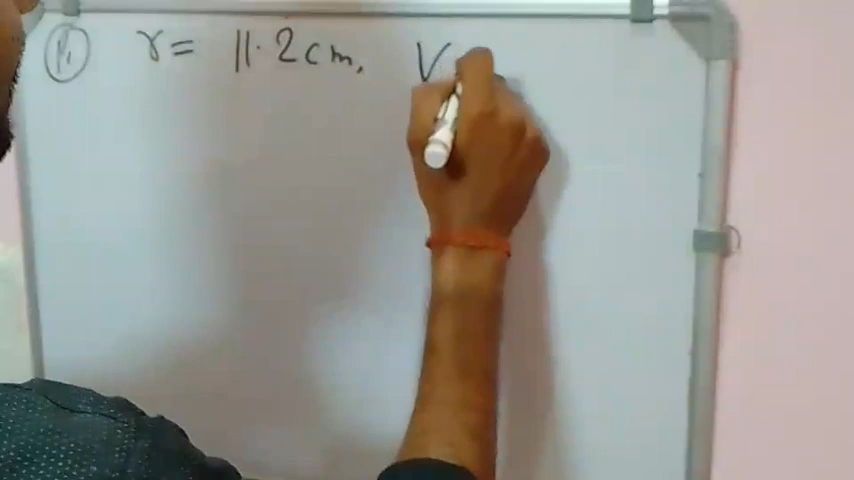 (1) r = 11.2 cm, V